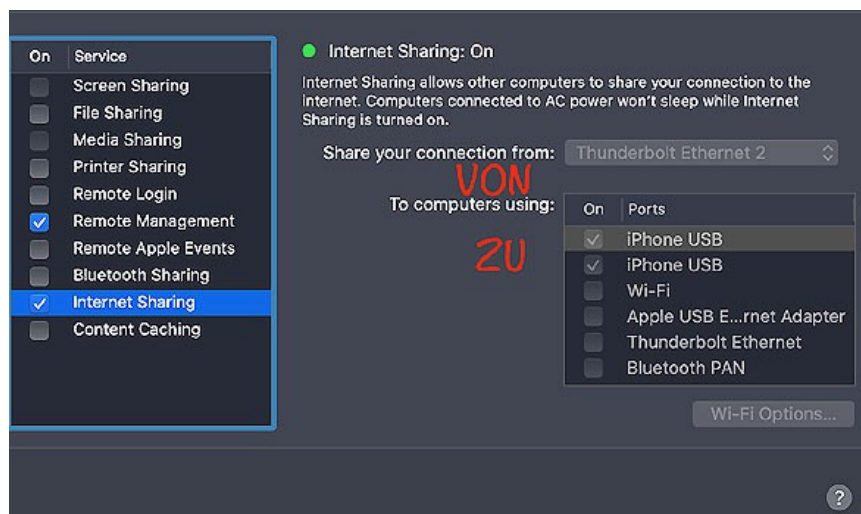 On Service
Screen Sharing
File Sharing
Media Sharing
Printer Sharing
Remote Login
Remote Management
Remote Apple Events
Bluetooth Sharing
Internet Sharing
Content Caching
Internet Sharing: On
Internet Sharing allows other computers to share your connection to the
internet. Computers connected to AC power won't sleep while Internet
Sharing is turned on.
Share your connection from: Thunderbolt Ethernet 2
VON
To computers using:
ZU
On Ports
iPhone USB
iPhone USB
Wi-Fi
Apple USB E...rnet Adapter
Thunderbolt Ethernet
Bluetooth PAN
Wi-Fi Options...
?